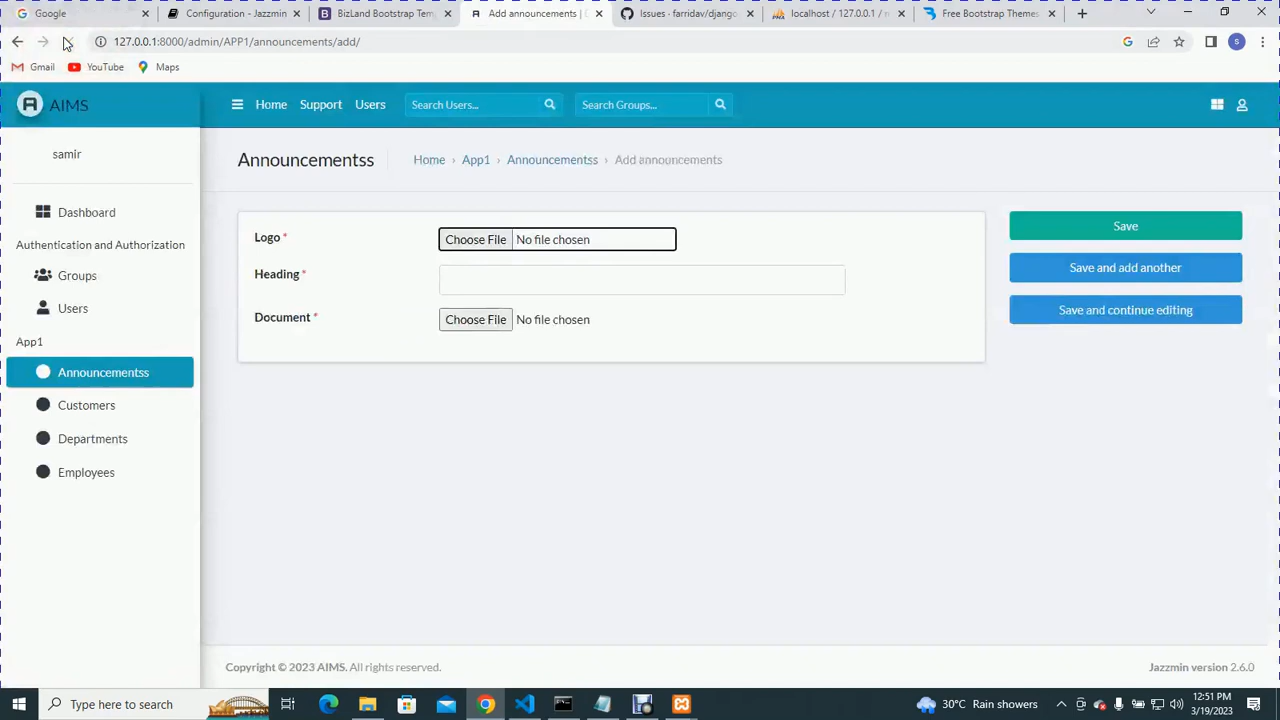 Google
Configuration - Jazzmin
BizLand Bootstrap Tem
Add announcements |
Issues · farridav/django
localhost / 127.0.0.1 / n
Free Bootstrap Themes
127.0.0.1:8000/admin/APP1/announcements/add/
S
Gmail
YouTube
Maps
AIMS
Home
Support
Users
Search Users...
Search Groups...
samir
Announcementss
Home › App1 › Announcementss › Add announcements
Dashboard
Authentication and Authorization
Groups
Users
App1
Announcementss
Customers
Departments
Employees
Logo *
Choose File No file chosen
Heading *
Document *
Choose File No file chosen
Save
Save and add another
Save and continue editing
Copyright © 2023 AIMS. All rights reserved.
Jazzmin version 2.6.0
Type here to search
30°C Rain showers
12:51 PM
3/19/2023